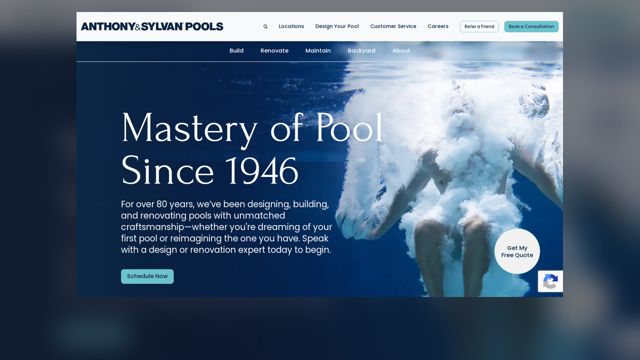 ANTHONY&SYLVAN POOLS
Locations
Design Your Pool
Customer Service
Careers
Refer a Friend
Book a Consultation
Build
Renovate
Maintain
Backyard
About
Mastery of Pool
Since 1946
For over 80 years, we've been designing, building,
and renovating pools with unmatched
craftsmanship—whether you're dreaming of your
first pool or reimagining the one you have. Speak
with a design or renovation expert today to begin.
Schedule Now
Get My
Free Quote